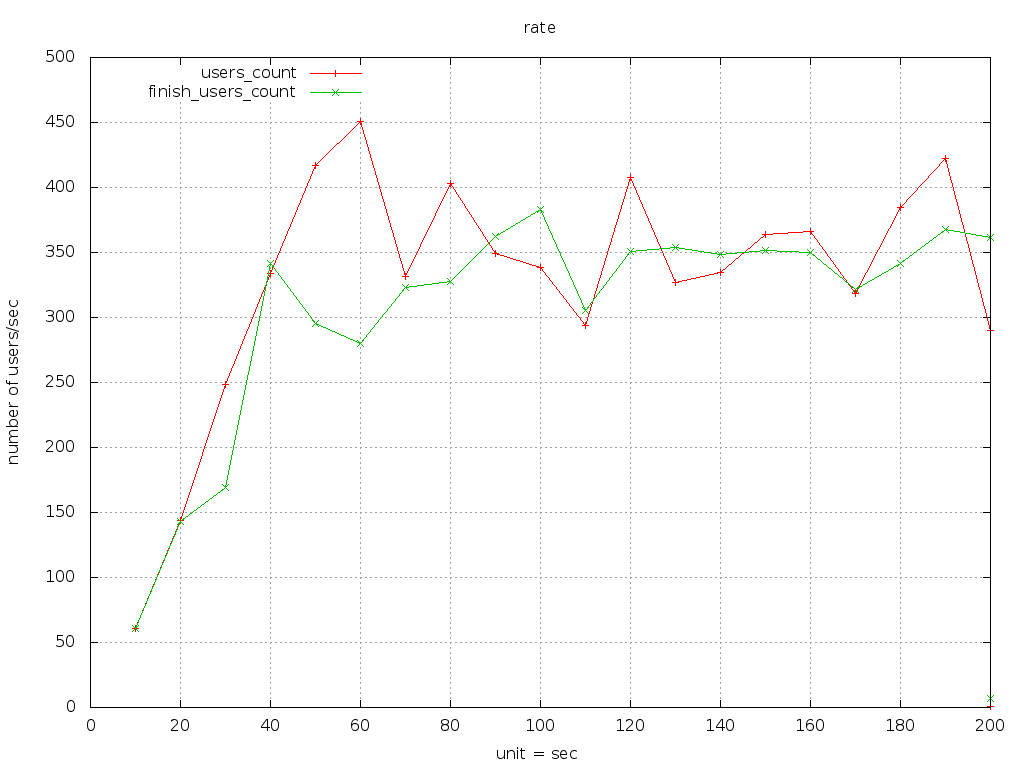 rate
users_count
finish_users_count
500
450
400
350
300
250
200
150
100
50
0
number of users/sec
0 20 40 60 80 100 120 140 160 180 200
unit = sec